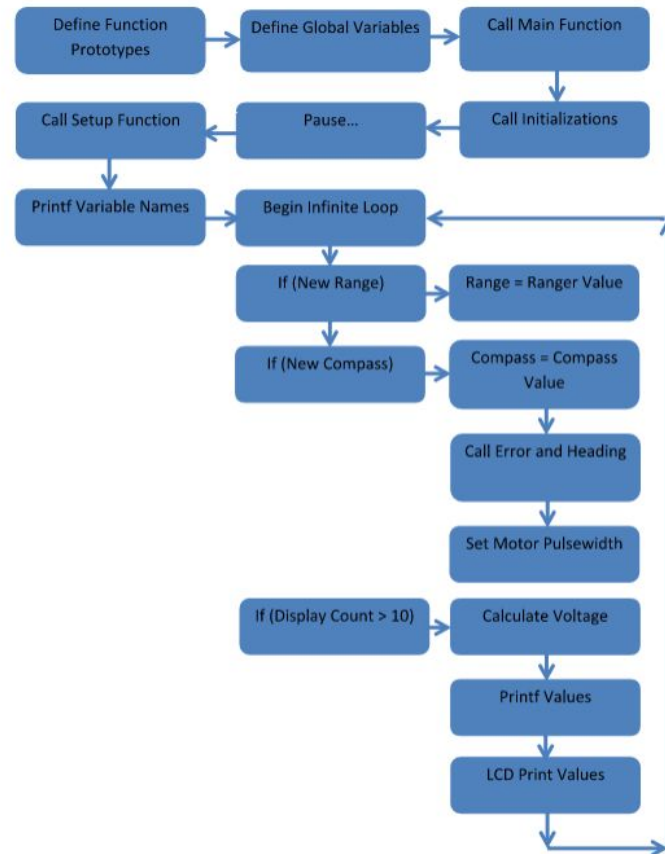 Define Function
Prototypes
Define Global Variables
Call Main Function
Call Setup Function
Pause...
Call Initializations
Printf Variable Names
Begin Infinite Loop
If (New Range)
Range = Ranger Value
If (New Compass)
Compass = Compass
Value
Call Error and Heading
Set Motor Pulsewidth
If (Display Count > 10)
Calculate Voltage
Printf Values
LCD Print Values